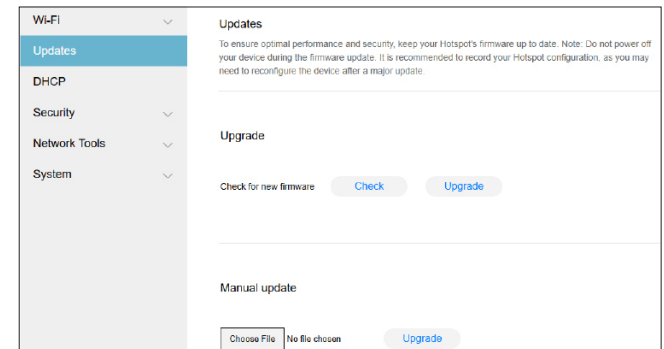 Wi-Fi
Updates
DHCP
Security
Network Tools
System
Updates
To ensure optimal performance and security, keep your Hotspot's firmware up to date. Note: Do not power off
your device during the firmware update. It is recommended to record your Hotspot configuration, as you may
need to reconfigure the device after a major update.
Upgrade
Check for new firmware Check Upgrade
Manual update
Choose File No file chosen Upgrade